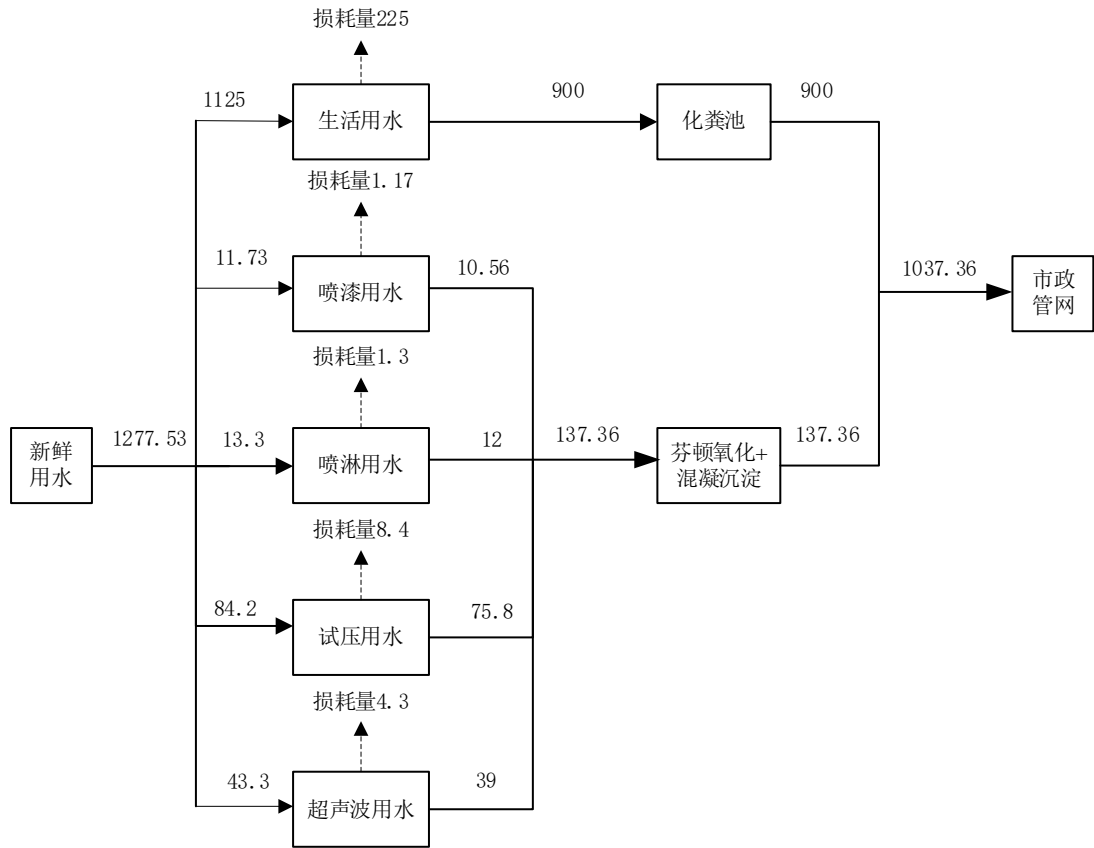 损耗量225
1125
生活用水
900
化粪池
900
损耗量1.17
11.73
喷漆用水
10.56
1037.36
市政
管网
损耗量1.3
新鲜
用水
1277.53
13.3
喷淋用水
12
137.36
芬顿氧化+
混凝沉淀
137.36
损耗量8.4
84.2
试压用水
75.8
损耗量4.3
43.3
超声波用水
39